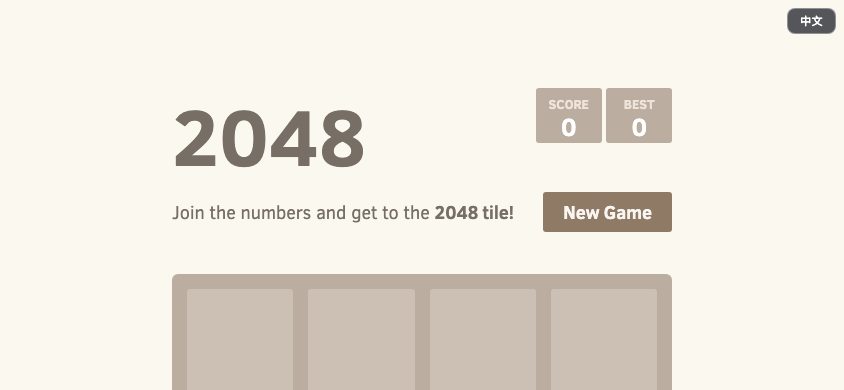 中文
2048
SCORE
0
BEST
0
Join the numbers and get to the 2048 tile!
New Game